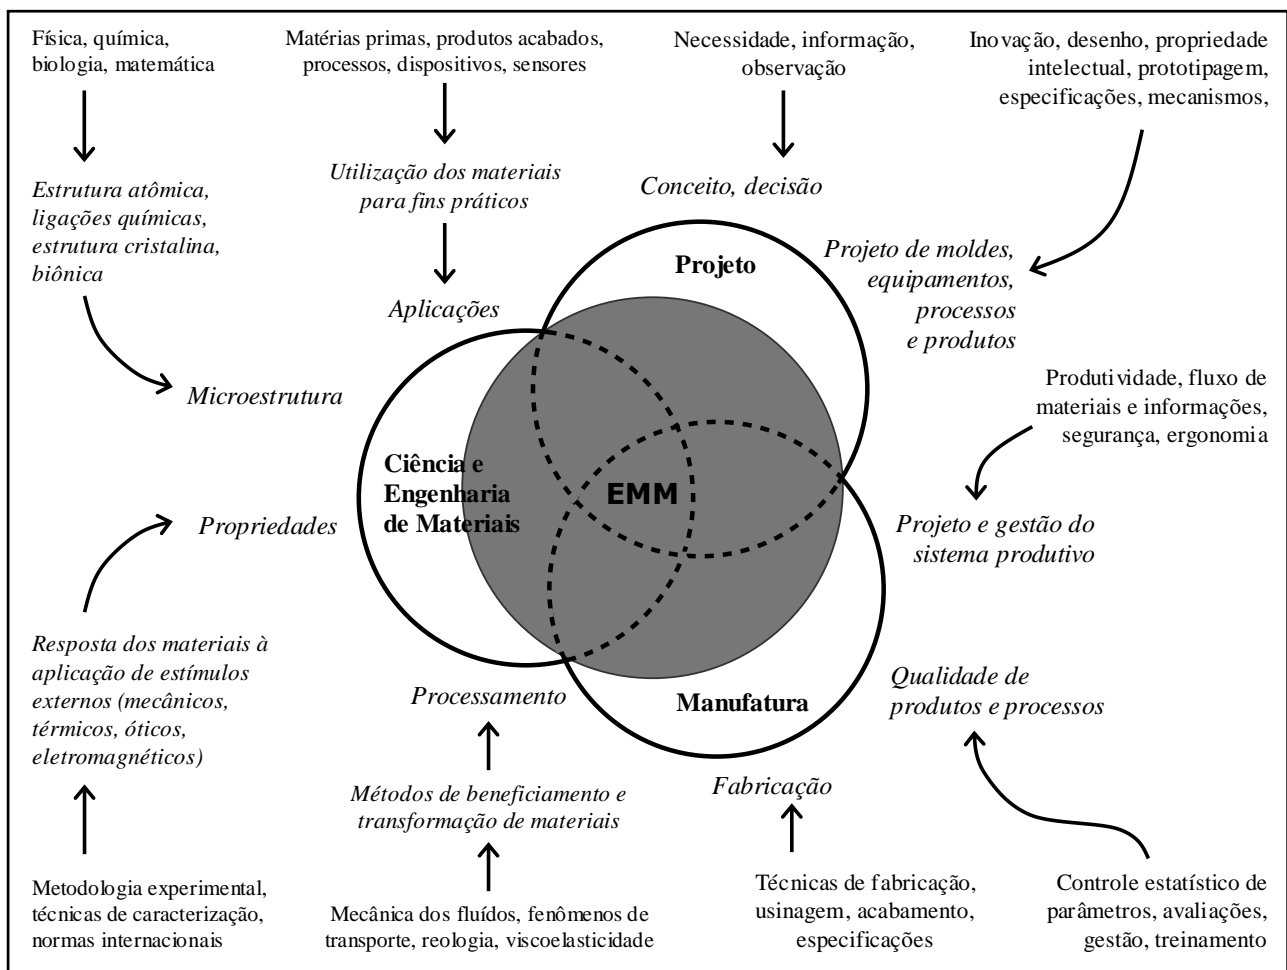 Física, química,
biologia, matemática
Matérias primas, produtos acabados,
processos, dispositivos, sensores
Necessidade, informação,
observação
Inovação, desenho, propriedade
intelectual, prototipagem,
especificações, mecanismos,
Estrutura atômica,
ligações químicas,
estrutura cristalina,
biônica
Utilização dos materiais
para fins práticos
Conceito, decisão
Projeto de moldes,
equipamentos,
processos
e produtos
Projeto
Aplicações
Microestrutura
Produtividade, fluxo de
materiais e informações,
segurança, ergonomia
Ciência e
Engenharia
de Materiais
EMM
Propriedades
Projeto e gestão do
sistema produtivo
Resposta dos materiais à
aplicação de estímulos
externos (mecânicos,
térmicos, óticos,
eletromagnéticos)
Processamento
Manufatura
Qualidade de
produtos e processos
Métodos de beneficiamento e
transformação de materiais
Fabricação
Metodologia experimental,
técnicas de caracterização,
normas internacionais
Mecânica dos fluídos, fenômenos de
transporte, reologia, viscoelasticidade
Técnicas de fabricação,
usinagem, acabamento,
especificações
Controle estatístico de
parâmetros, avaliações,
gestão, treinamento